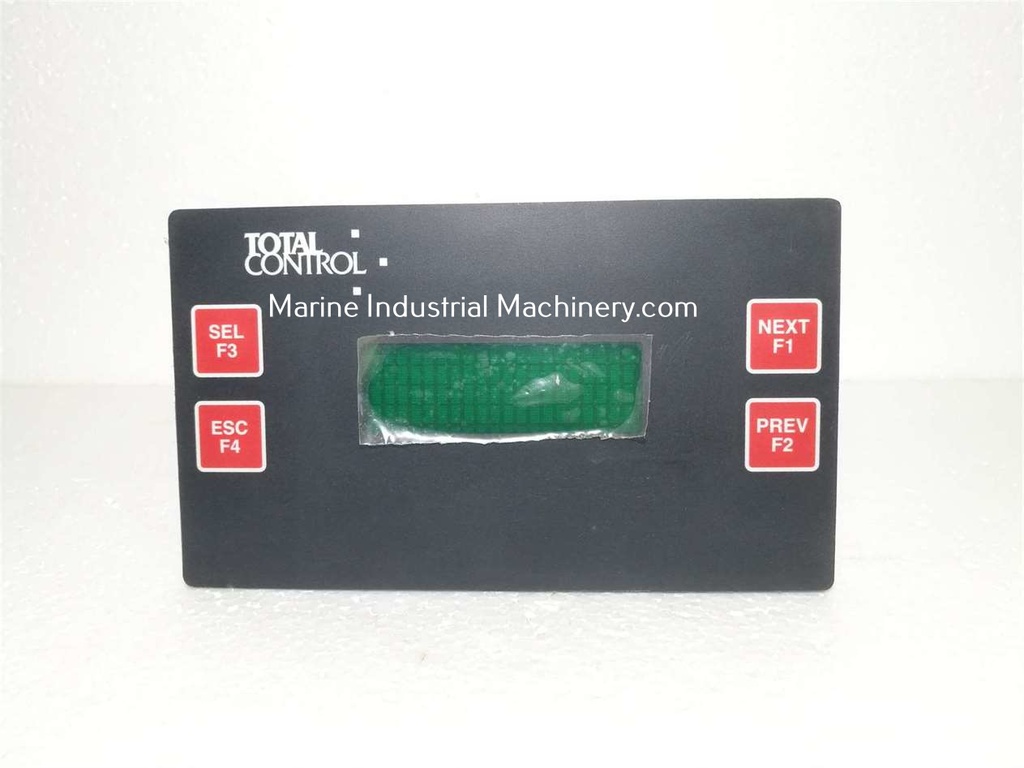 TOTAL
CONTROL
Marine Industrial Machinery.com
SEL
F3
NEXT
F1
ESC
F4
PREV
F2